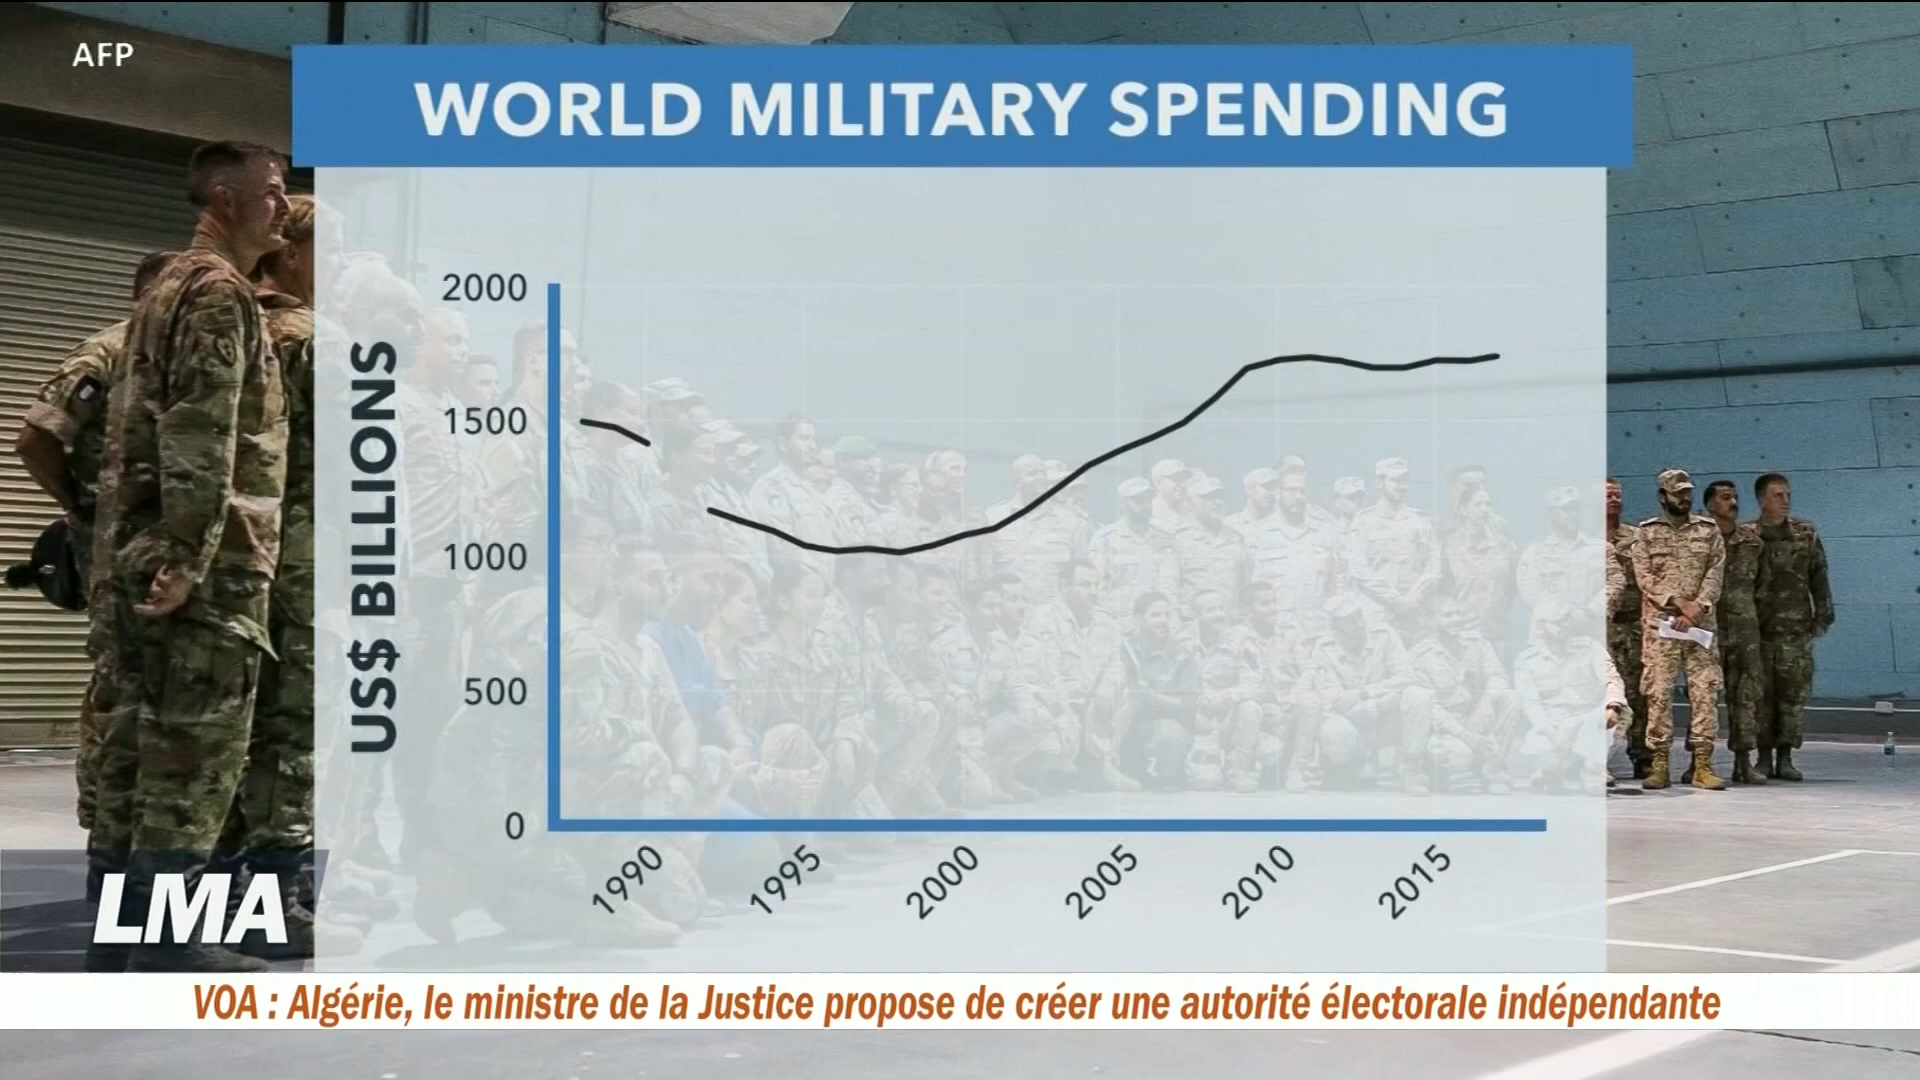 AFP
WORLD MILITARY SPENDING
US$ BILLIONS
2000
1500
1000
500
0
1990
1995
2000
2005
2010
2015
LMA
VOA : Algérie, le ministre de la Justice propose de créer une autorité électorale indépendante